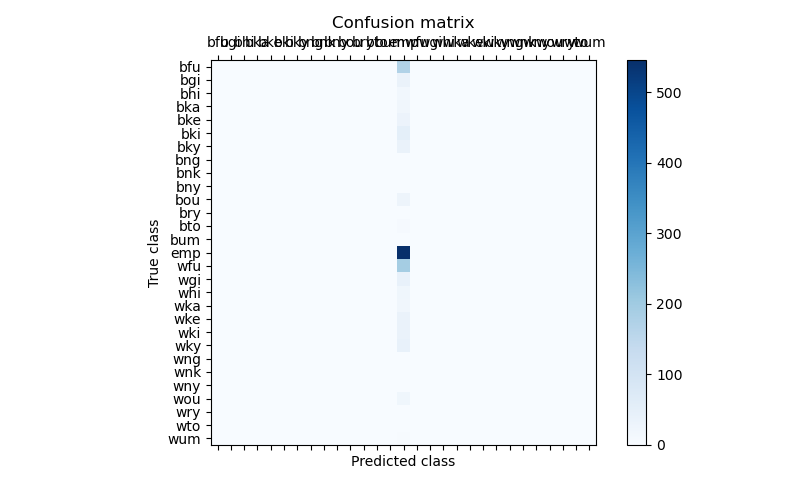 Confusion matrix
bfu
bgi
bhi
bka
bke
bki
bky
bng
bnk
bny
bou
bry
bto
bum
emp
wfu
wgi
whi
wka
wke
wki
wky
wng
wnk
wny
wou
wry
wto
wum
True class
Predicted class
500
400
300
200
100
0